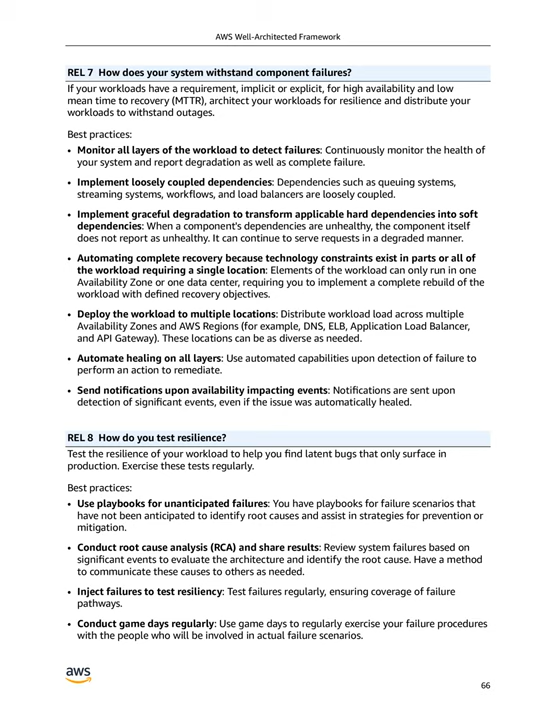 AWS Well-Architected Framework
REL 7 How does your system withstand component failures?
If your workloads have a requirement, implicit or explicit, for high availability and low
mean time to recovery (MTTR), architect your workloads for resilience and distribute your
workloads to withstand outages.
Best practices:
• Monitor all layers of the workload to detect failures: Continuously monitor the health of
your system and report degradation as well as complete failure.
• Implement loosely coupled dependencies: Dependencies such as queuing systems,
streaming systems, workflows, and load balancers are loosely coupled.
• Implement graceful degradation to transform applicable hard dependencies into soft
dependencies: When a component's dependencies are unhealthy, the component itself
does not report as unhealthy. It can continue to serve requests in a degraded manner.
• Automating complete recovery because technology constraints exist in parts or all of
the workload requiring a single location: Elements of the workload can only run in one
Availability Zone or one data center, requiring you to implement a complete rebuild of the
workload with defined recovery objectives.
• Deploy the workload to multiple locations: Distribute workload load across multiple
Availability Zones and AWS Regions (for example, DNS, ELB, Application Load Balancer,
and API Gateway). These locations can be as diverse as needed.
• Automate healing on all layers: Use automated capabilities upon detection of failure to
perform an action to remediate.
• Send notifications upon availability impacting events: Notifications are sent upon
detection of significant events, even if the issue was automatically healed.
REL 8 How do you test resilience?
Test the resilience of your workload to help you find latent bugs that only surface in
production. Exercise these tests regularly.
Best practices:
• Use playbooks for unanticipated failures: You have playbooks for failure scenarios that
have not been anticipated to identify root causes and assist in strategies for prevention or
mitigation.
• Conduct root cause analysis (RCA) and share results: Review system failures based on
significant events to evaluate the architecture and identify the root cause. Have a method
to communicate these causes to others as needed.
• Inject failures to test resiliency: Test failures regularly, ensuring coverage of failure
pathways.
• Conduct game days regularly: Use game days to regularly exercise your failure procedures
with the people who will be involved in actual failure scenarios.
aws
66